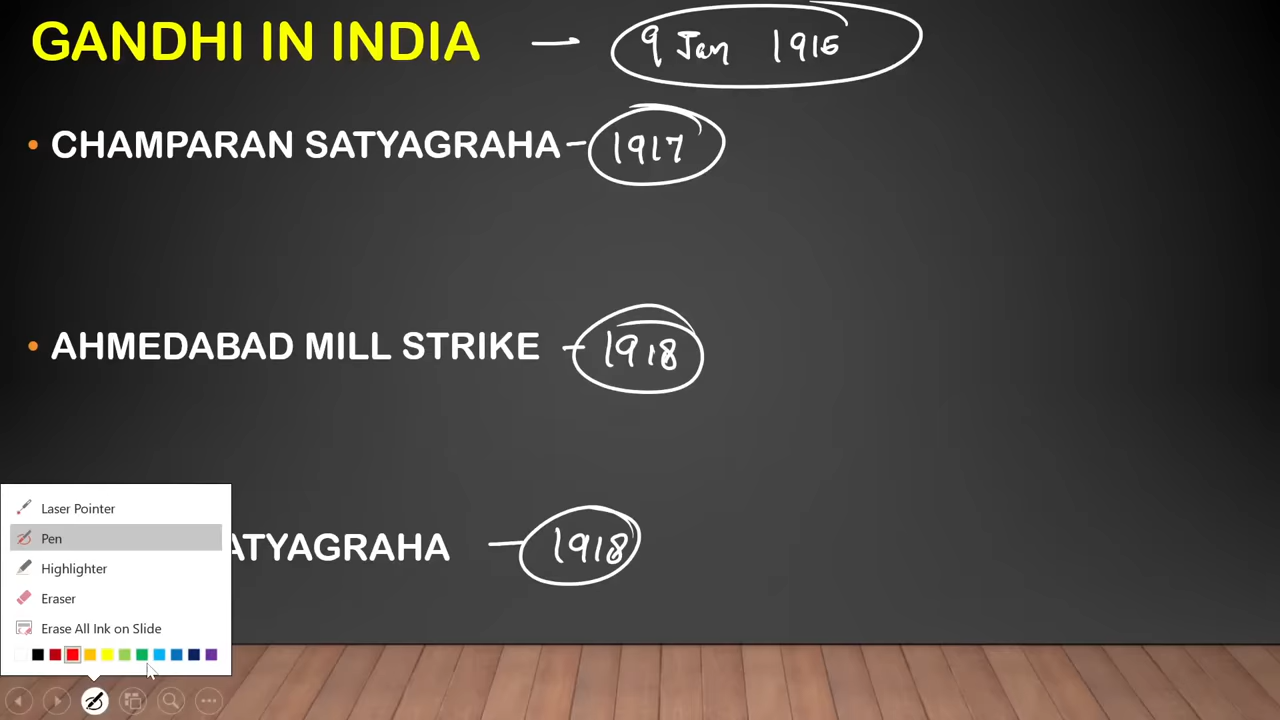 GANDHI IN INDIA – 9 Jan 1915
• CHAMPARAN SATYAGRAHA – 1917
• AHMEDABAD MILL STRIKE – 1918
ATYAGRAHA – 1918
Laser Pointer
Pen
Highlighter
Eraser
Erase All Ink on Slide